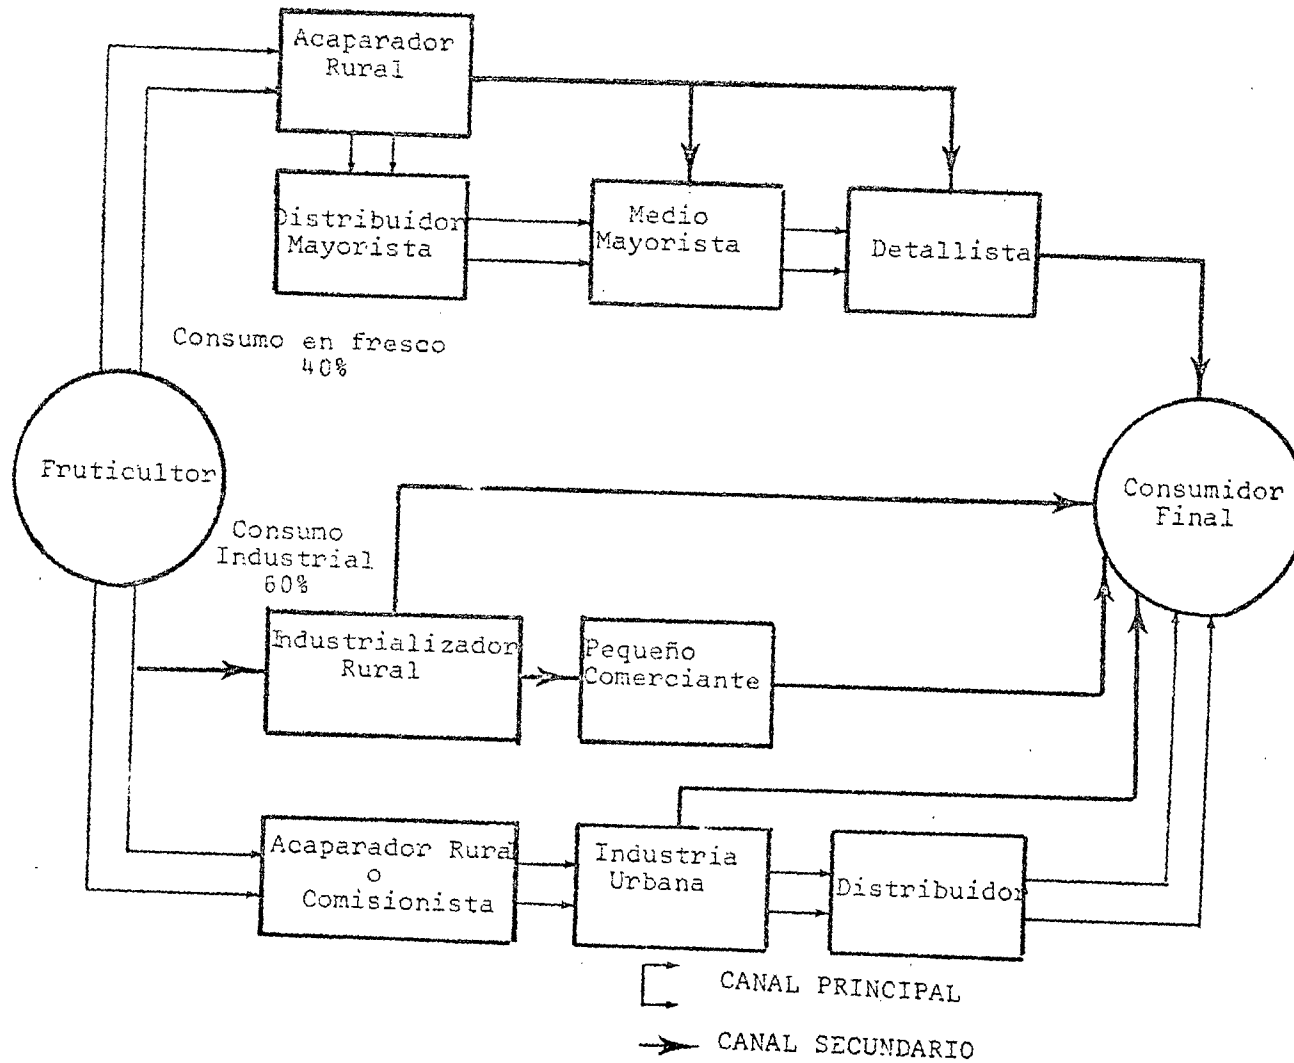 Acaparador
Rural
Distribuidor
Mayorista
Medio
Mayorista
Detallista
Consumo en fresco
40%
Fruticultor
Consumidor
Final
Consumo
Industrial
60%
Industrializador
Rural
Pequeño
Comerciante
Acaparador Rural
o
Comisionista
Industria
Urbana
Distribuidor
CANAL PRINCIPAL
CANAL SECUNDARIO